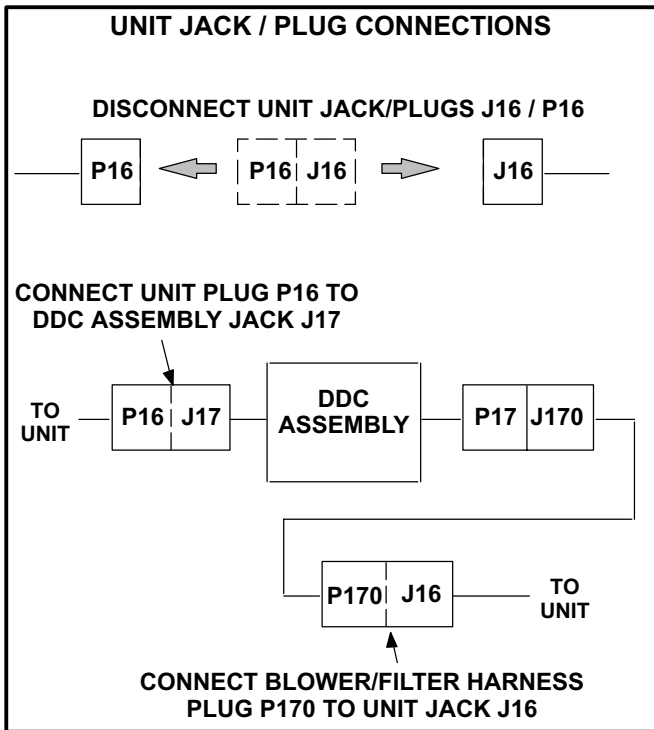 UNIT JACK / PLUG CONNECTIONS
DISCONNECT UNIT JACK/PLUGS J16 / P16
P16
P16 J16
J16
CONNECT UNIT PLUG P16 TO
DDC ASSEMBLY JACK J17
TO
UNIT
P16 J17
DDC
ASSEMBLY
P17 J170
P170 J16
TO
UNIT
CONNECT BLOWER/FILTER HARNESS
PLUG P170 TO UNIT JACK J16